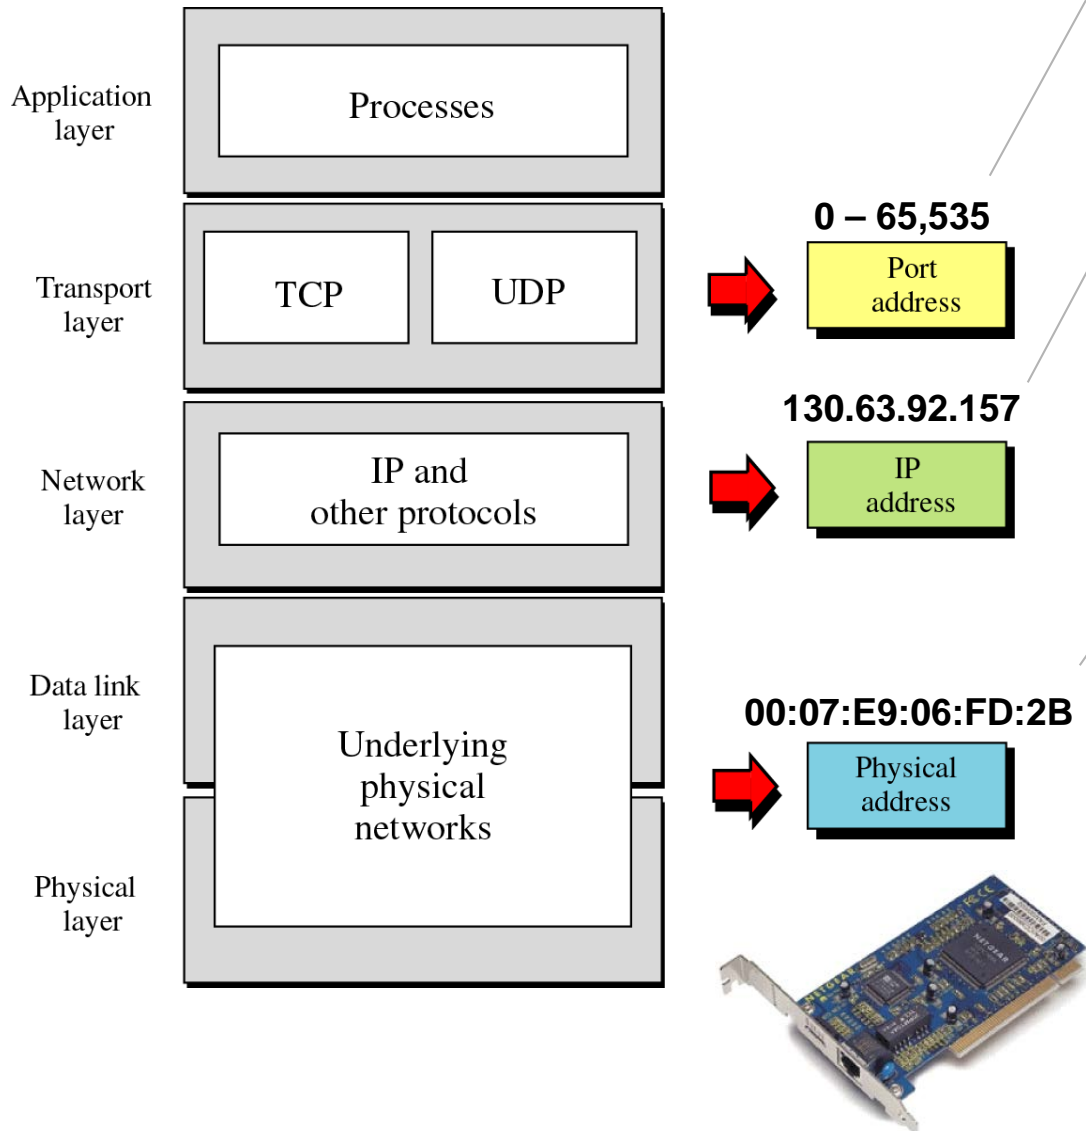 Application
layer
Processes
0 – 65,535
Transport
layer
TCP
UDP
Port
address
130.63.92.157
Network
layer
IP and
other protocols
IP
address
Data link
layer
00:07:E9:06:FD:2B
Underlying
physical
networks
Physical
address
Physical
layer
NETGEAR
NETGEAR